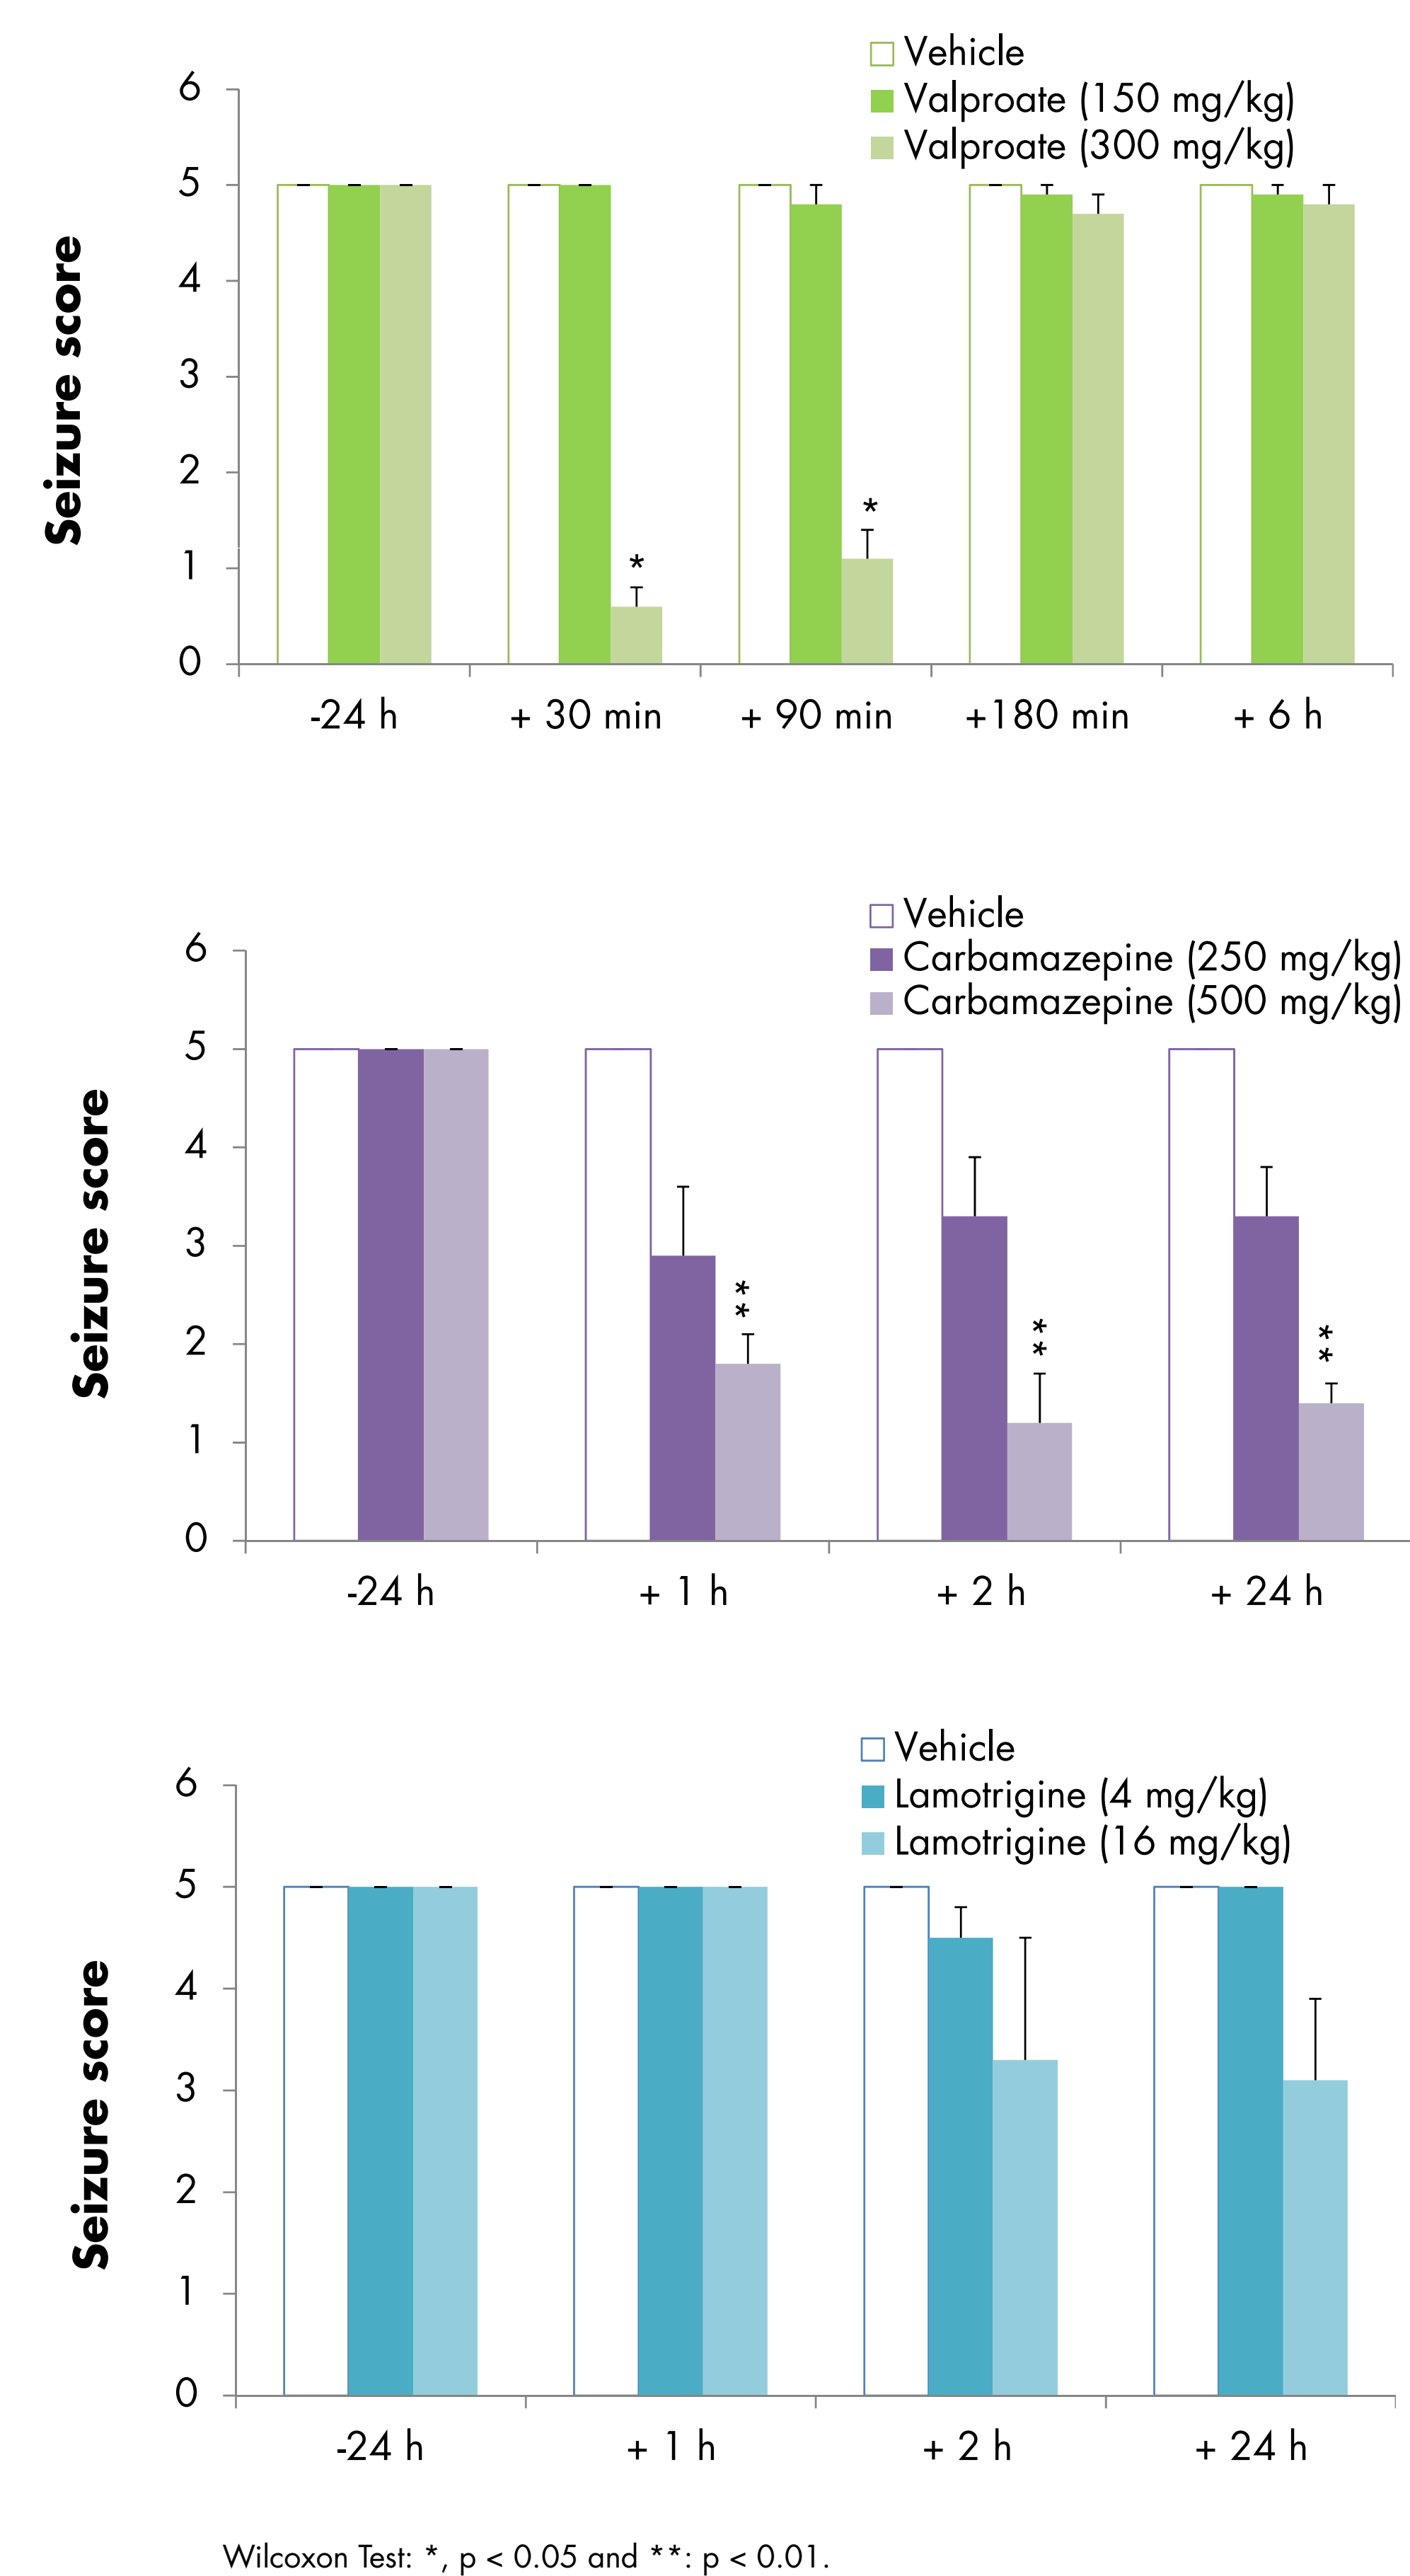 Vehicle
Valproate (150 mg/kg)
Valproate (300 mg/kg)
Seizure score
6
5
4
3
2
1
0
*
*
-24 h
+ 30 min
+ 90 min
+180 min
+ 6 h
Vehicle
Carbamazepine (250 mg/kg)
Carbamazepine (500 mg/kg)
Seizure score
6
5
4
3
2
1
0
**
**
**
-24 h
+ 1 h
+ 2 h
+ 24 h
Vehicle
Lamotrigine (4 mg/kg)
Lamotrigine (16 mg/kg)
Seizure score
6
5
4
3
2
1
0
-24 h
+ 1 h
+ 2 h
+ 24 h
Wilcoxon Test: *, p < 0.05 and **: p < 0.01.